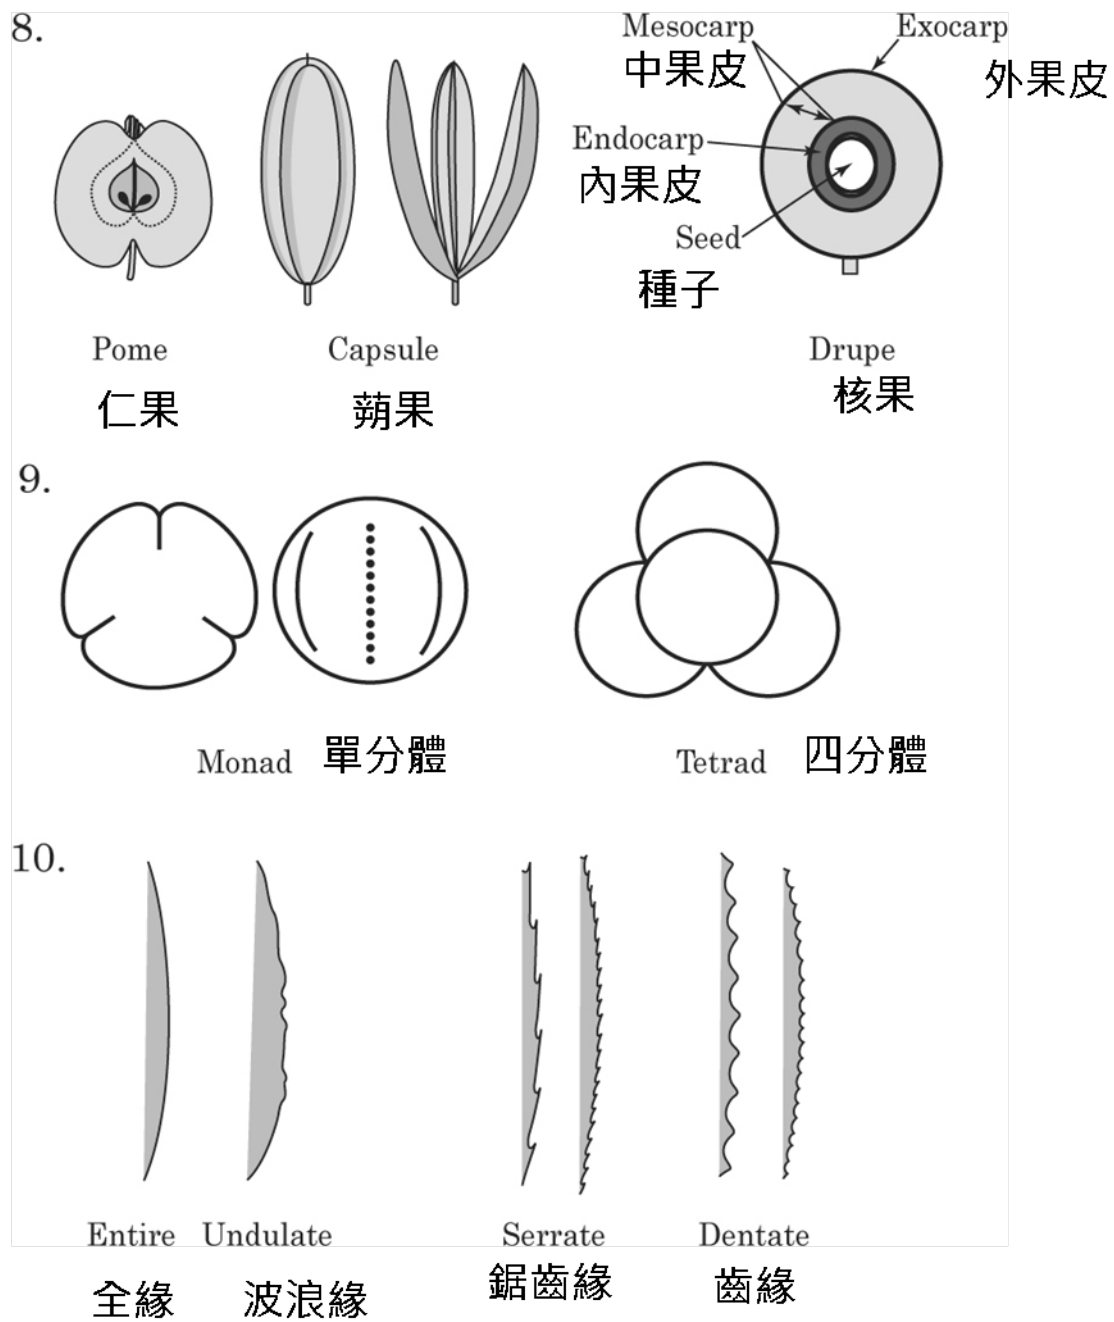 8.
Mesocarp Exocarp
中果皮 外果皮
Endocarp
內果皮
Seed
種子
Pome Capsule Drupe
仁果 蒴果 核果
9.
Monad 單分體 Tetrad 四分體
10.
Entire Undulate Serrate Dentate
全緣 波浪緣 鋸齒緣 齒緣